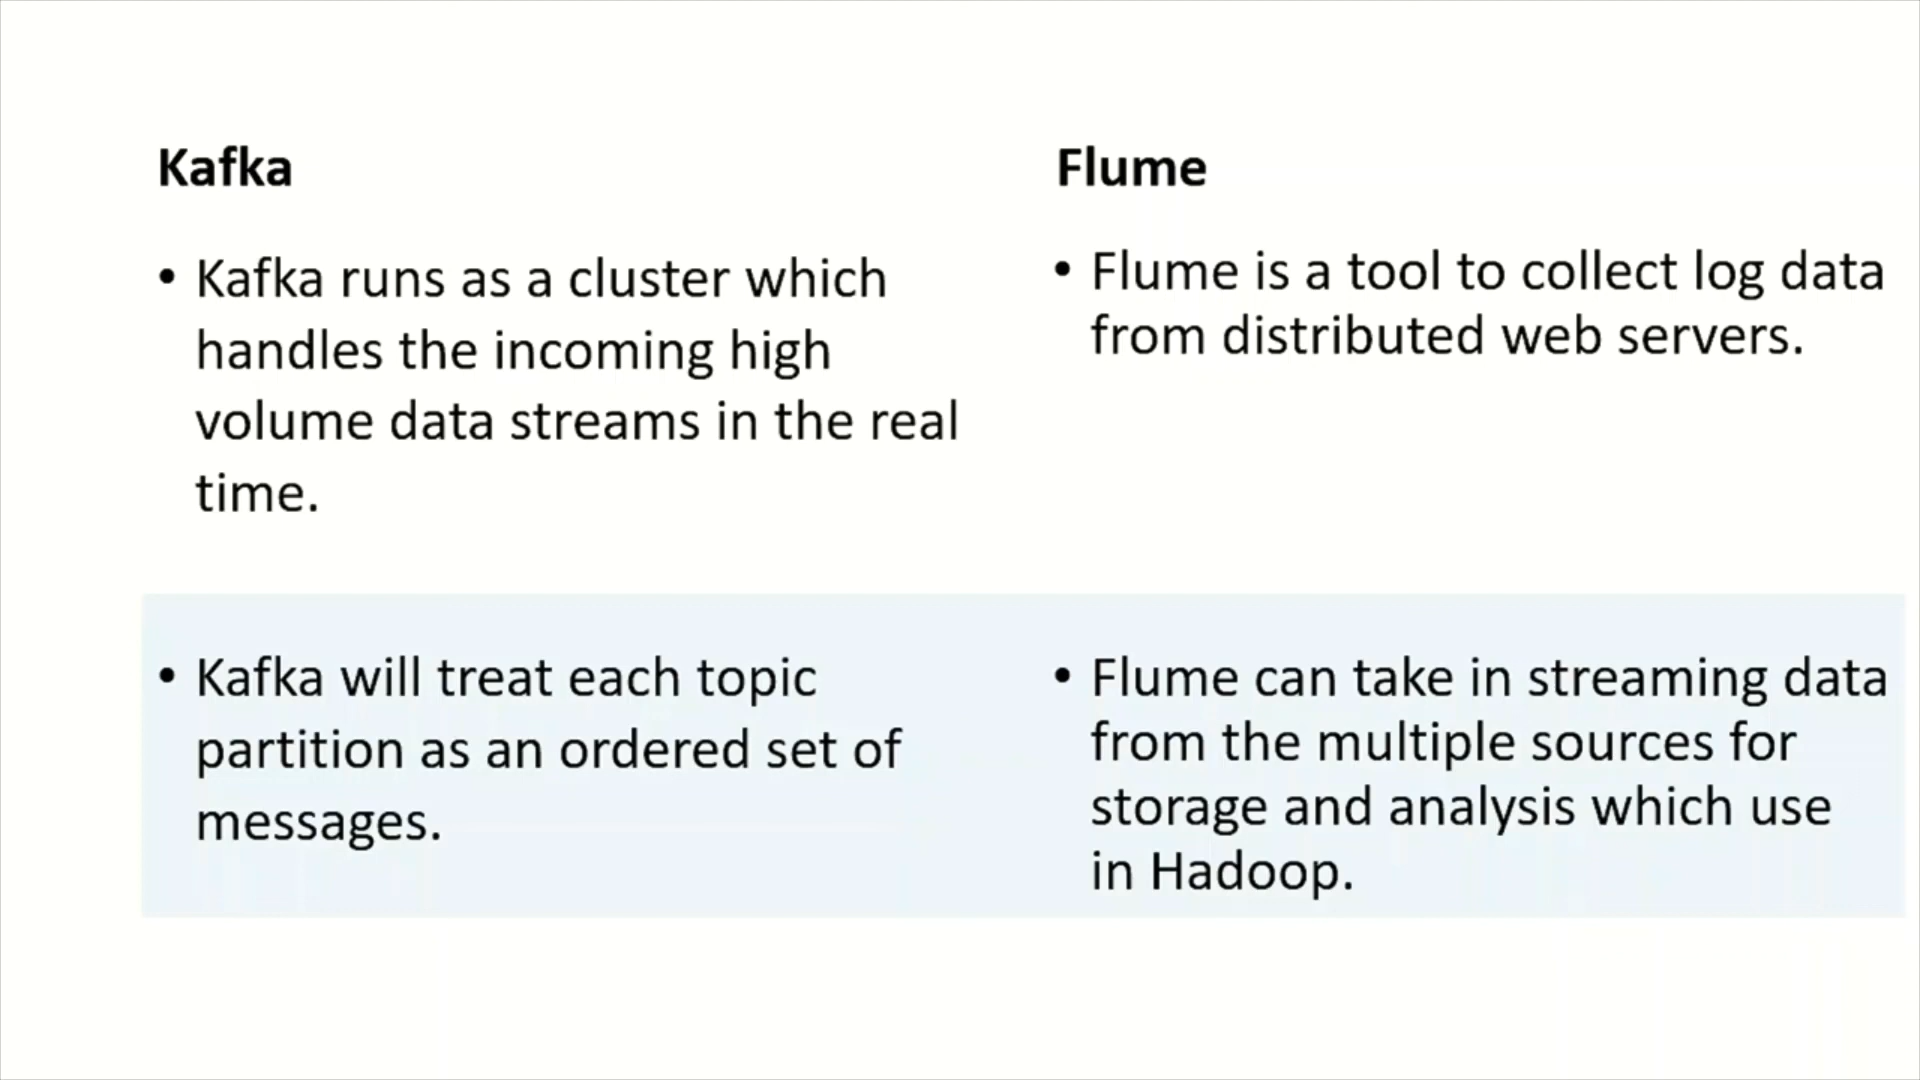 Kafka
Flume
• Kafka runs as a cluster which
handles the incoming high
volume data streams in the real
time.
• Flume is a tool to collect log data
from distributed web servers.
• Kafka will treat each topic
partition as an ordered set of
messages.
• Flume can take in streaming data
from the multiple sources for
storage and analysis which use
in Hadoop.